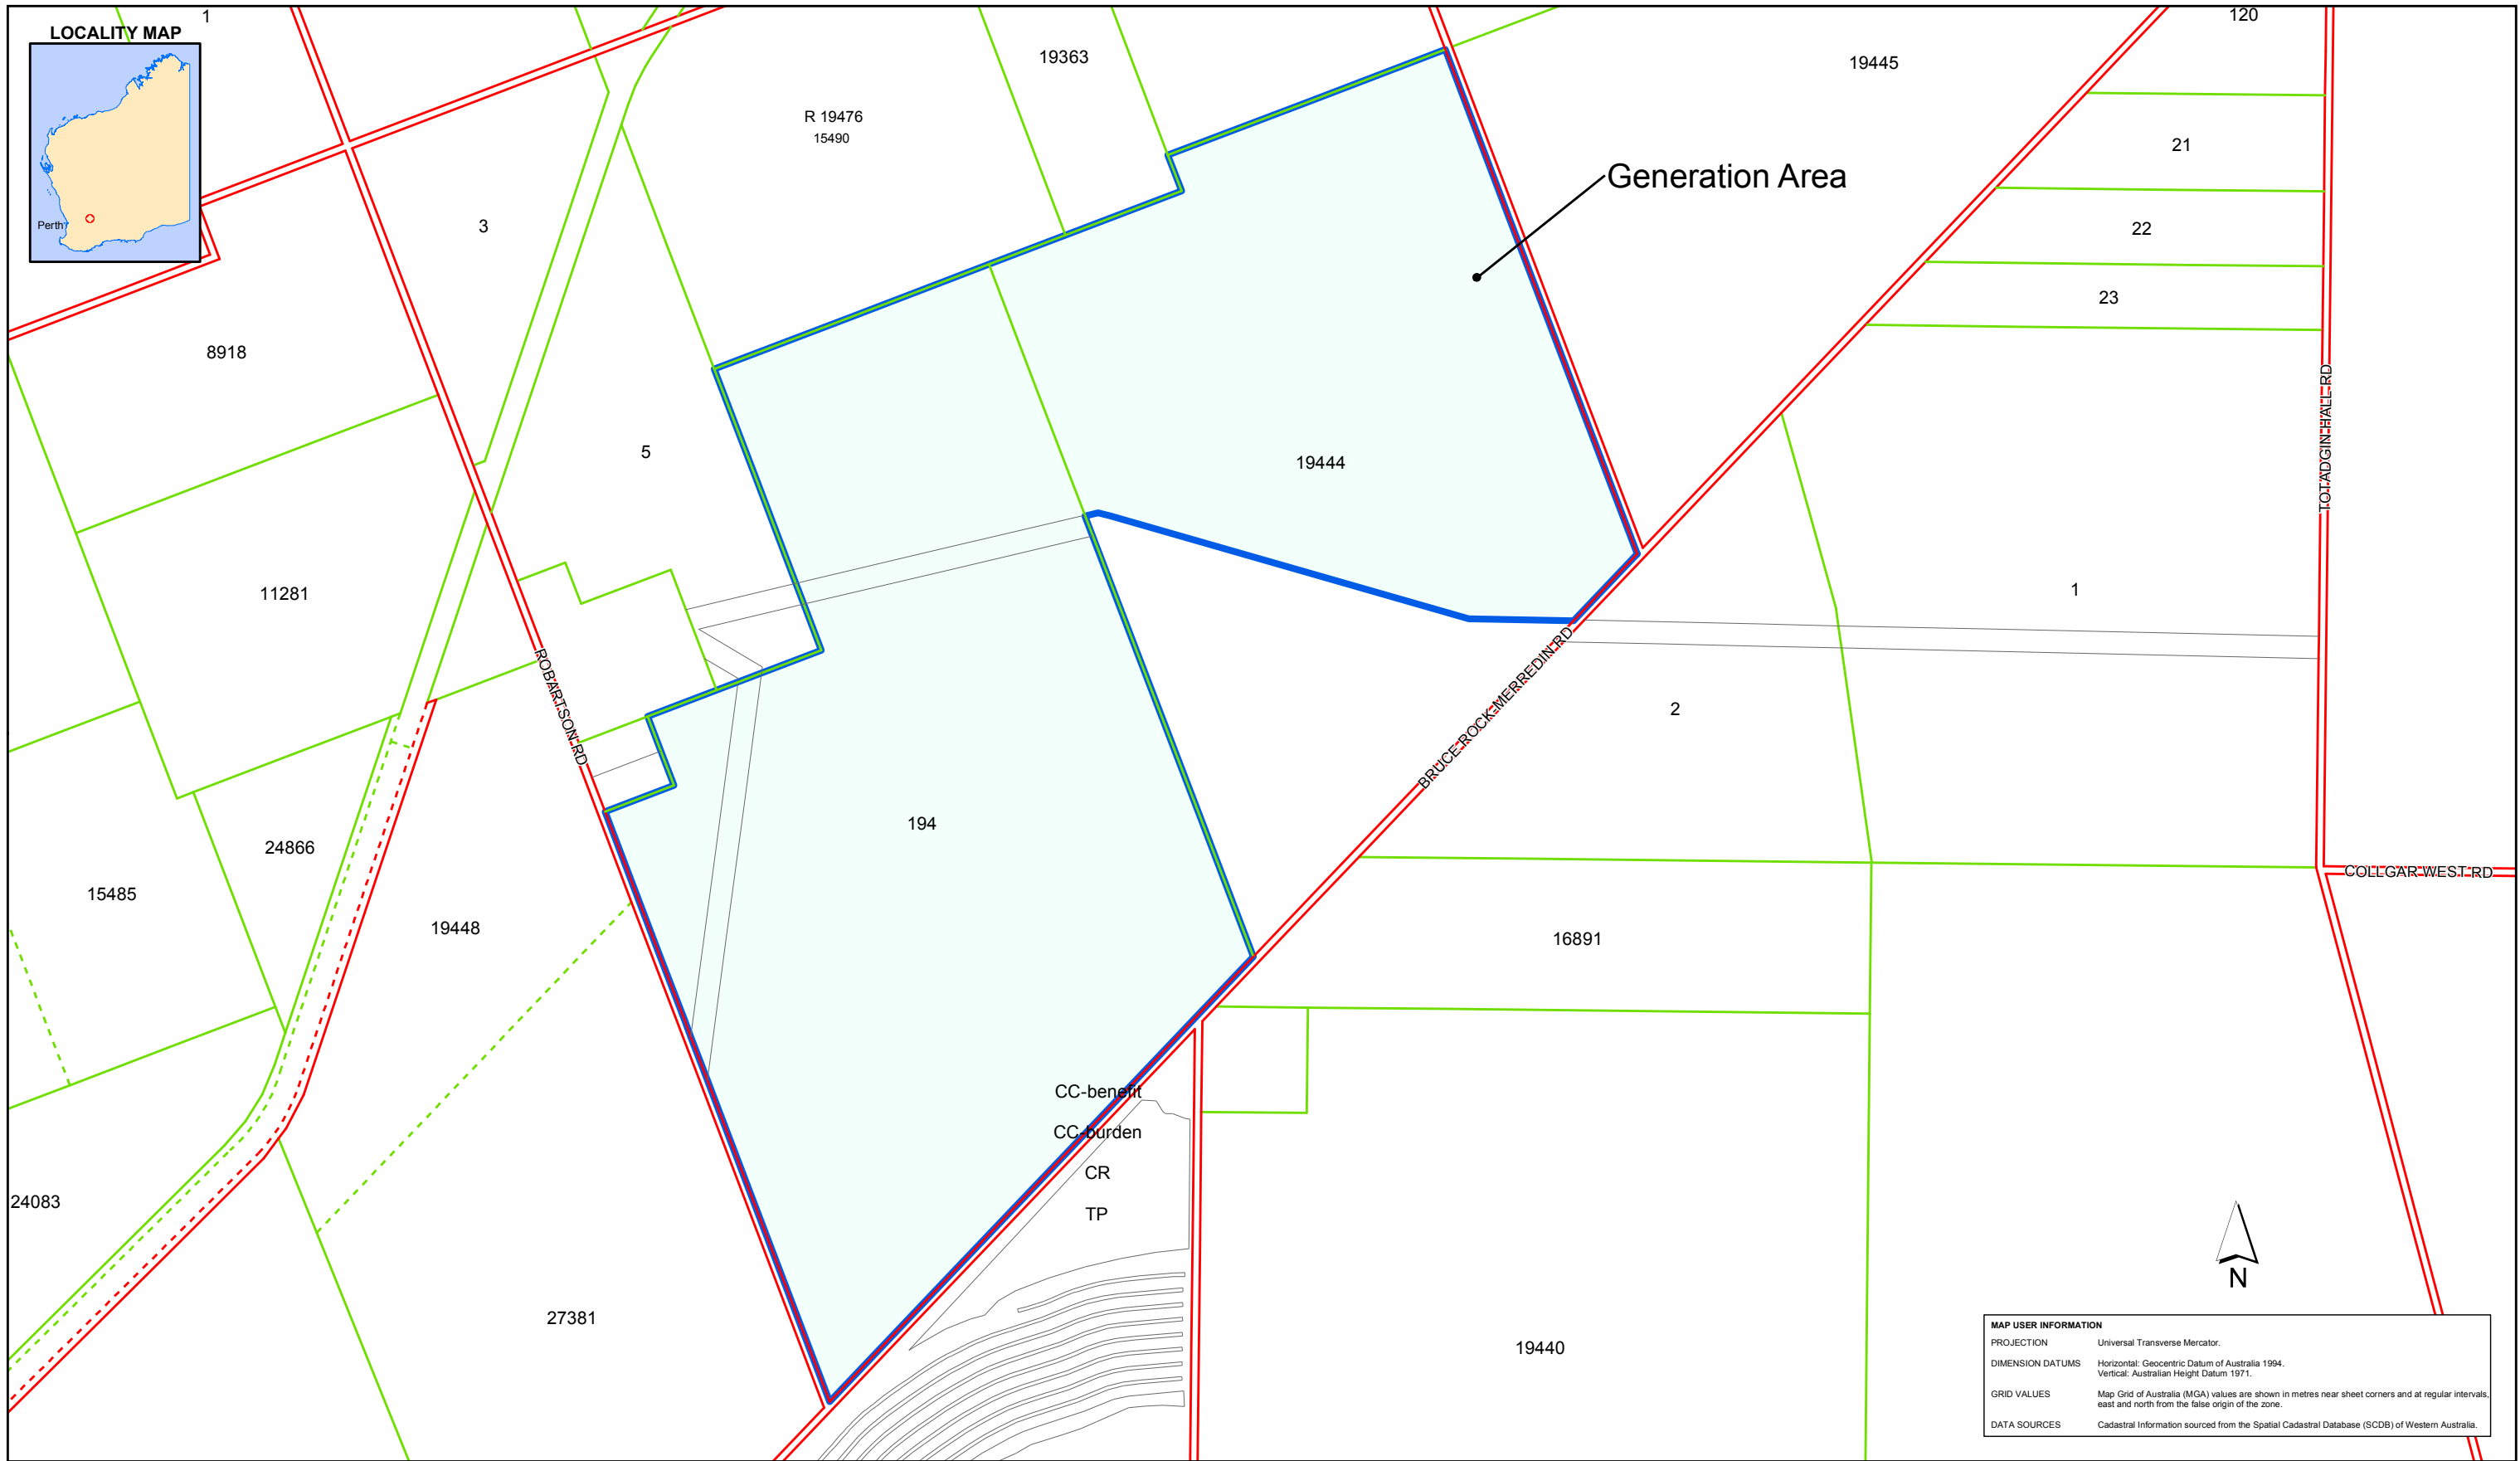 1
LOCALITY MAP
Perth
120
19363
19445
R 19476
15490
21
Generation Area
3
22
23
8918
TOTADGIN HALL RD
5
19444
11281
1
ROBARTSON RD
BRUCE ROCK-MERREDIN RD
2
194
24866
COLLGAR WEST RD
15485
19448
16891
CC-benefit
CC-burden
CR
TP
24083
N
27381
19440
MAP USER INFORMATION
PROJECTION Universal Transverse Mercator.
DIMENSION DATUMS Horizontal: Geocentric Datum of Australia 1994.
Vertical: Australian Height Datum 1971.
GRID VALUES Map Grid of Australia (MGA) values are shown in metres near sheet corners and at regular intervals,
east and north from the false origin of the zone.
DATA SOURCES Cadastral Information sourced from the Spatial Cadastral Database (SCDB) of Western Australia.